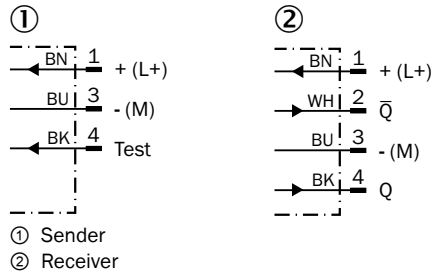 ① ②
BN 1 + (L+)
BU 3 - (M)
BK 4 Test
BN 1 + (L+)
WH 2 Q̅
BU 3 - (M)
BK 4 Q
① Sender
② Receiver